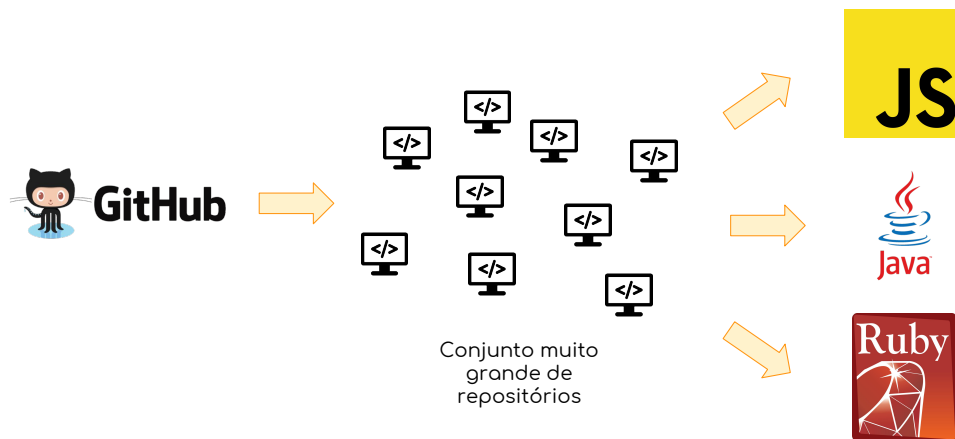 GitHub
</>
</>
</>
</>
</>
</>
</>
</>
</>
Conjunto muito
grande de
repositórios
JS
Java
Ruby